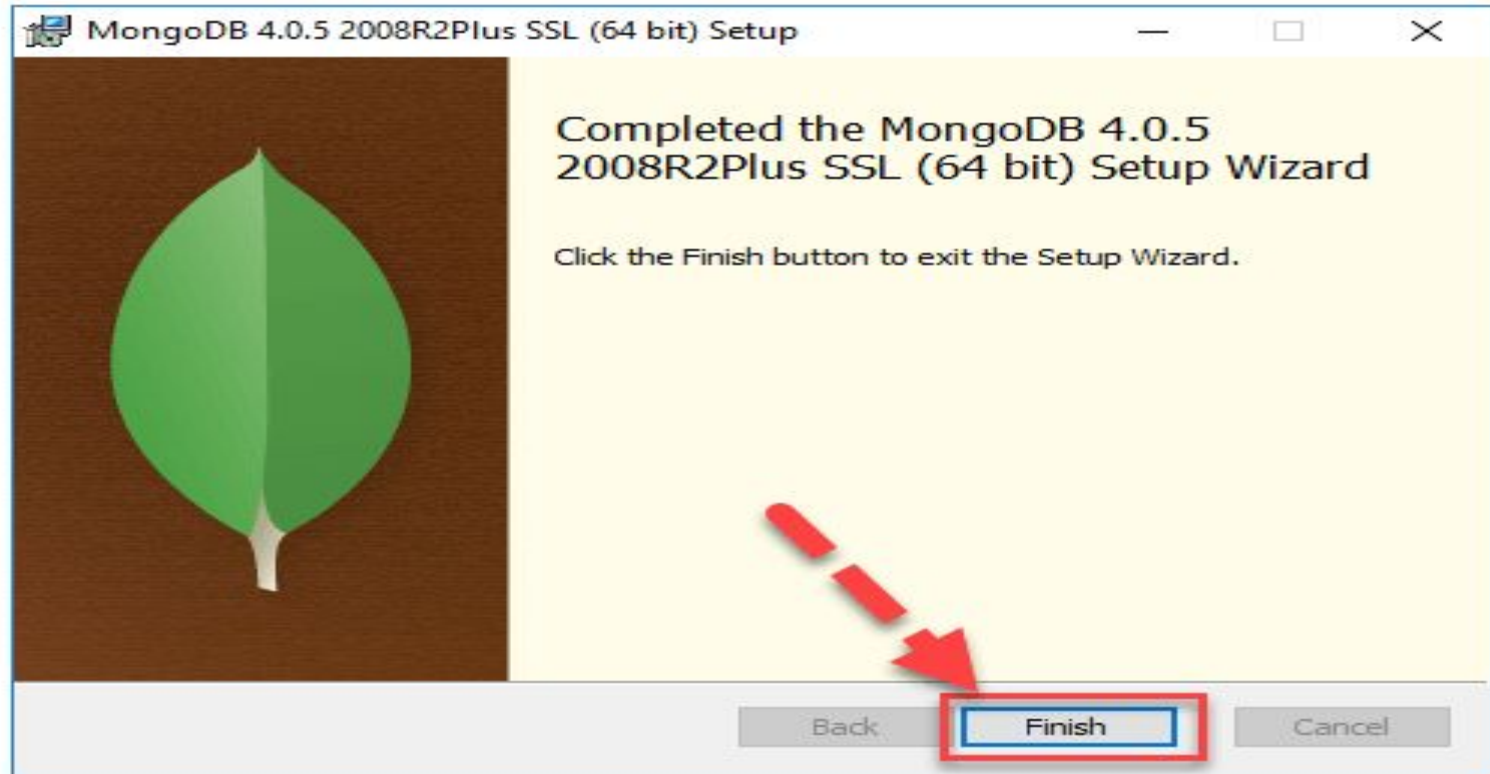 MongoDB 4.0.5 2008R2Plus SSL (64 bit) Setup
Completed the MongoDB 4.0.5
2008R2Plus SSL (64 bit) Setup Wizard
Click the Finish button to exit the Setup Wizard.
Back Finish Cancel